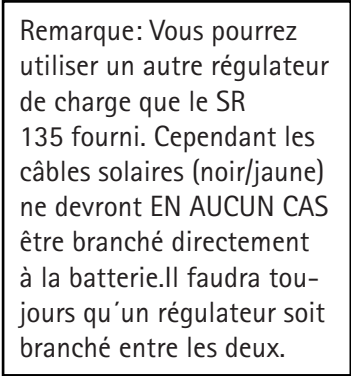 Remarque: Vous pourrez
utiliser un autre régulateur
de charge que le SR
135 fourni. Cependant les
câbles solaires (noir/jaune)
ne devront EN AUCUN CAS
être branché directement
à la batterie.Il faudra tou-
jours qu´un régulateur soit
branché entre les deux.